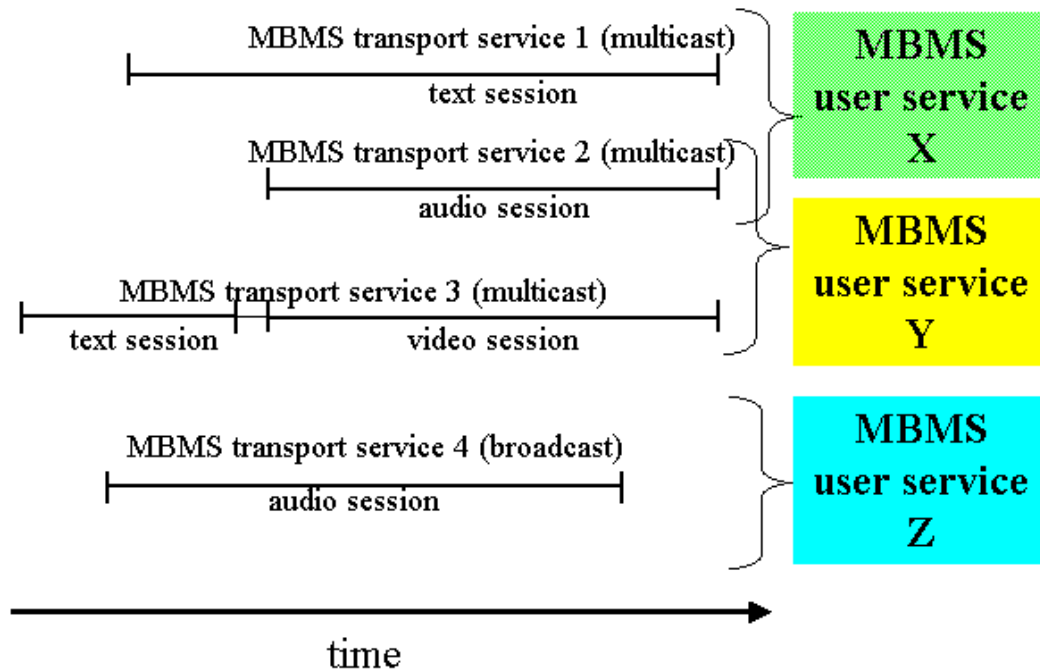 MBMS transport service 1 (multicast)
text session
MBMS transport service 2 (multicast)
audio session
MBMS transport service 3 (multicast)
text session
video session
MBMS transport service 4 (broadcast)
audio session
time
MBMS
user service
X
MBMS
user service
Y
MBMS
user service
Z